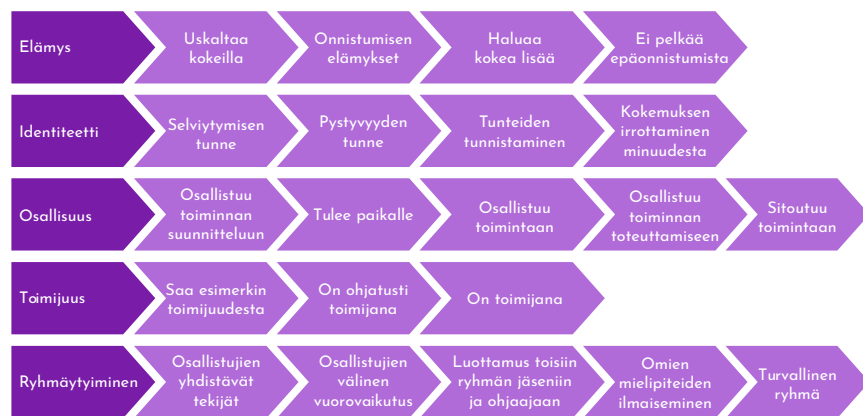 Elämys
Uskaltaa
kokeilla
Onnistumisen
elämykset
Haluaa
kokea lisää
Ei pelkää
epäonnistumista
Identiteetti
Selviytymisen
tunne
Pystyvyyden
tunne
Tunteiden
tunnistaminen
Kokemuksen
irrottaminen
minuudesta
Osallisuus
Osallistuu
toiminnan
suunnitteluun
Tulee paikalle
Osallistuu
toimintaan
Osallistuu
toiminnan
toteuttamiseen
Sitoutuu
toimintaan
Toimijuus
Saa esimerkin
toimijuudesta
On ohjatusti
toimijana
On toimijana
Ryhmäytyiminen
Osallistujien
yhdistävät
tekijät
Osallistujien
välinen
vuorovaikutus
Luottamus toisiin
ryhmän jäseniin
ja ohjaajaan
Omien
mielipiteiden
ilmaiseminen
Turvallinen
ryhmä